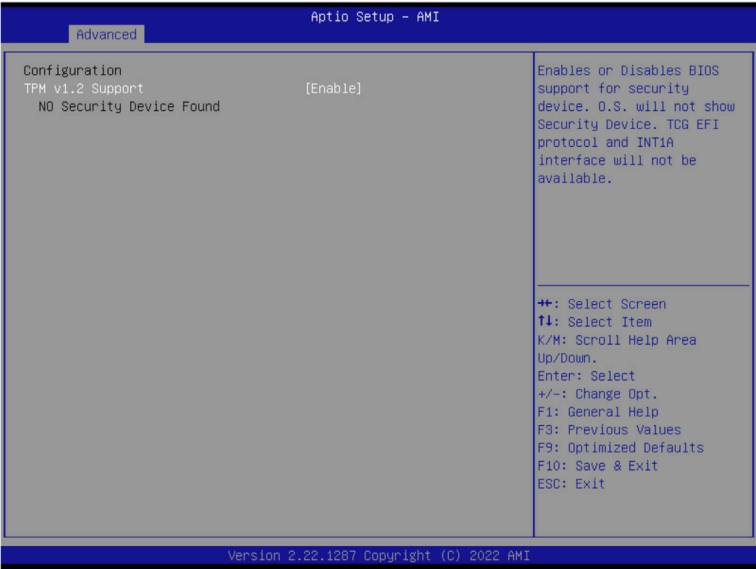 Aptio Setup - AMI
Advanced
Configuration
TPM v1.2 Support [Enable]
NO Security Device Found
Enables or Disables BIOS
support for security
device. O.S. will not show
Security Device. TCG EFI
protocol and INT1A
interface will not be
available.
→←: Select Screen
↑↓: Select Item
K/M: Scroll Help Area
Up/Down.
Enter: Select
+/-: Change Opt.
F1: General Help
F3: Previous Values
F9: Optimized Defaults
F10: Save & Exit
ESC: Exit
Version 2.22.1287 Copyright (C) 2022 AMI